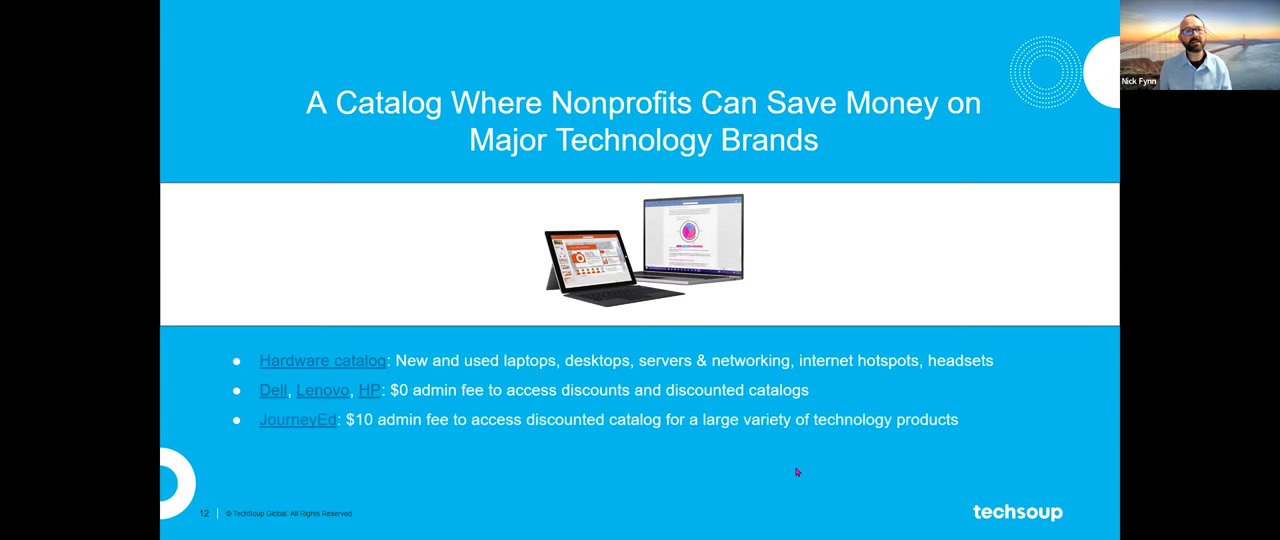 Nick Fynn
A Catalog Where Nonprofits Can Save Money on
Major Technology Brands
● Hardware catalog: New and used laptops, desktops, servers & networking, internet hotspots, headsets
● Dell, Lenovo, HP: $0 admin fee to access discounts and discounted catalogs
● JourneyEd: $10 admin fee to access discounted catalog for a large variety of technology products
12 | © TechSoup Global. All Rights Reserved.
techsoup